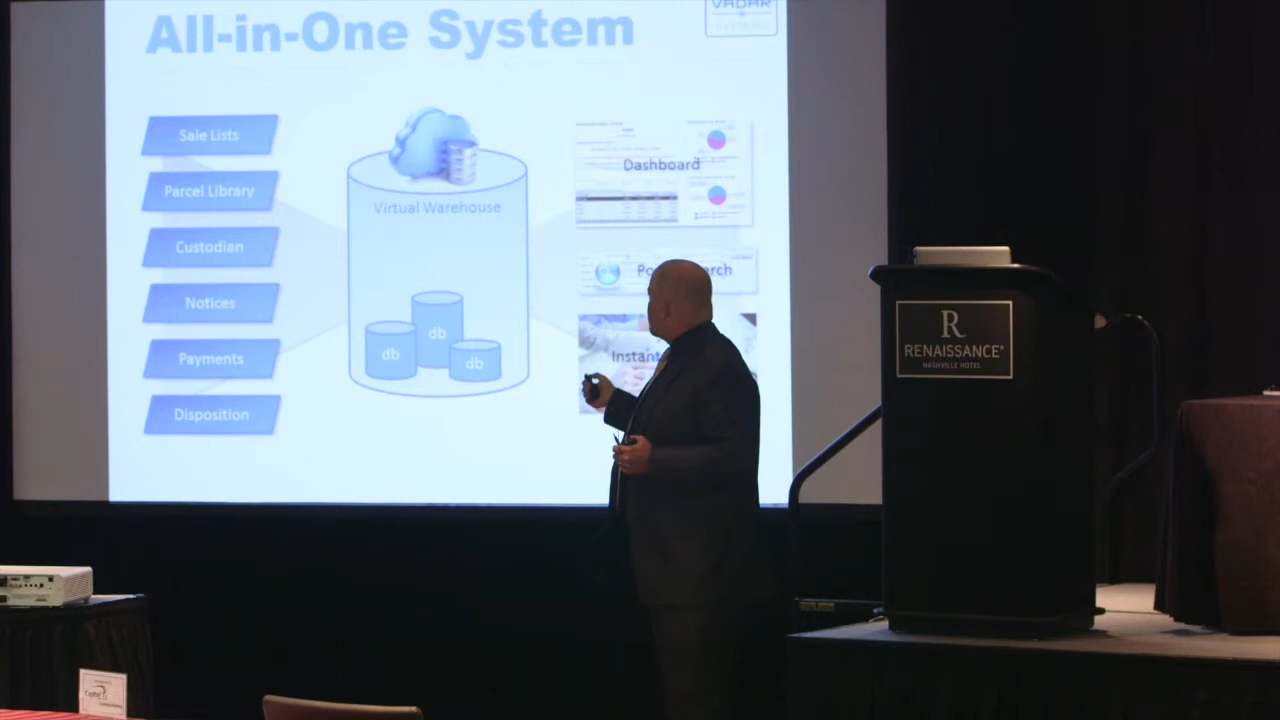 All-in-One System
VADAR
Sale Lists
Parcel Library
Custodian
Notices
Payments
Disposition
Virtual Warehouse
db
db
db
Dashboard
Instant
R
RENAISSANCE
NASHVILLE HOTEL